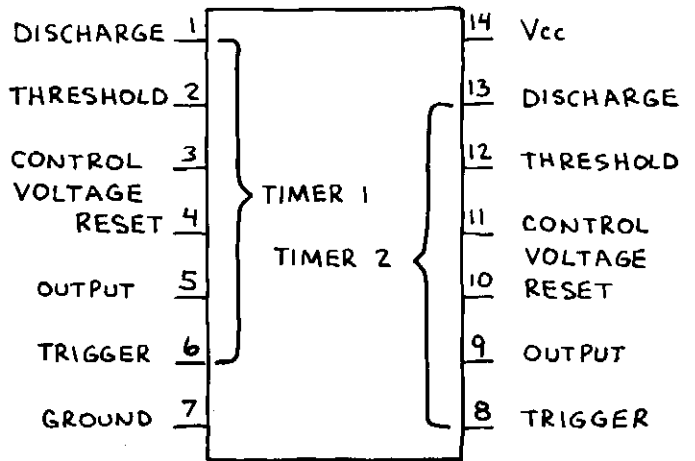 DISCHARGE 1
THRESHOLD 2
CONTROL 3
VOLTAGE
RESET 4
OUTPUT 5
TRIGGER 6
GROUND 7
TIMER 1
TIMER 2
14 Vcc
13 DISCHARGE
12 THRESHOLD
11 CONTROL
VOLTAGE
10 RESET
9 OUTPUT
8 TRIGGER